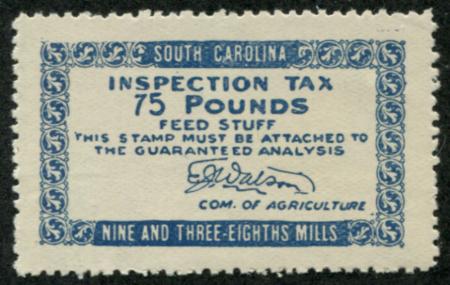 SOUTH CAROLINA
INSPECTION TAX
75 POUNDS
FEED STUFF
THIS STAMP MUST BE ATTACHED TO
THE GUARANTEED ANALYSIS
E.J. Watson
COM. OF AGRICULTURE
NINE AND THREE-EIGHTHS MILLS